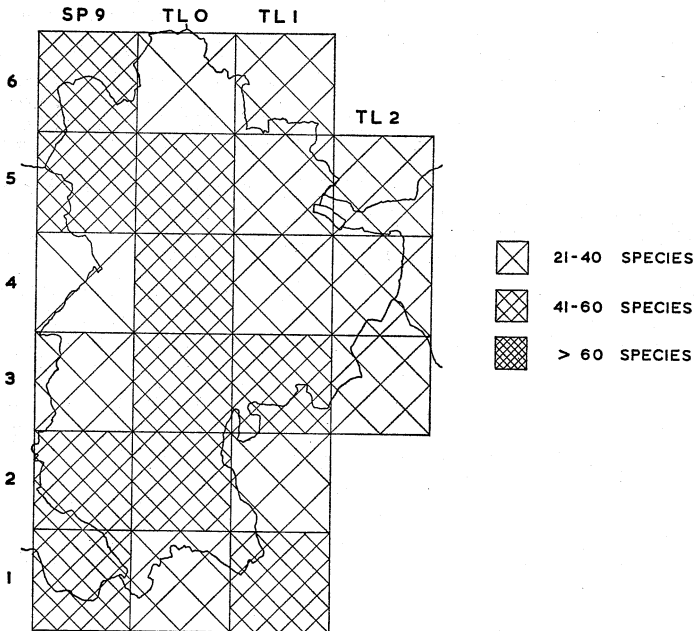 SP 9 TL 0 TL 1
6
TL 2
5
4
3
2
1
21-40 SPECIES
41-60 SPECIES
> 60 SPECIES